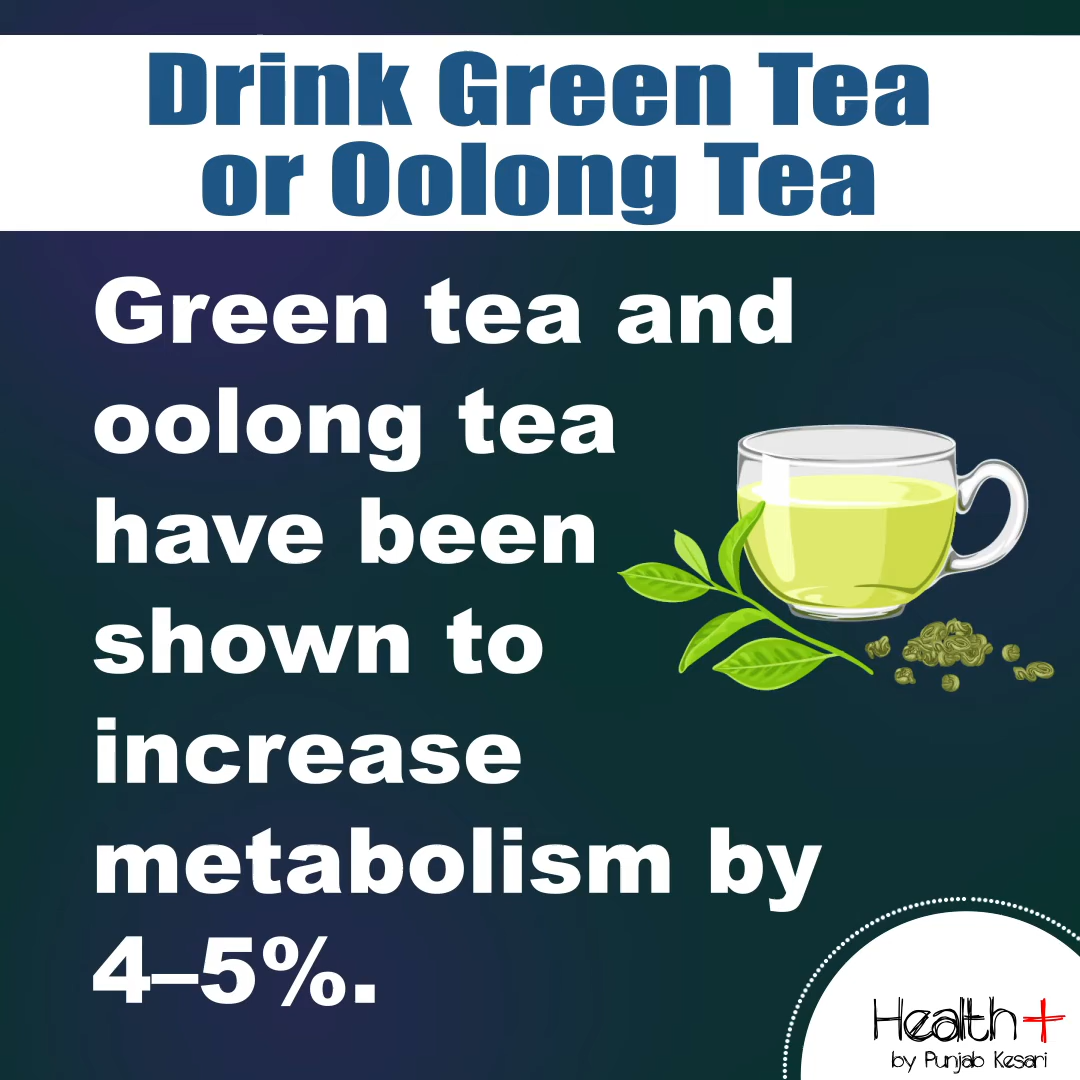 Drink Green Tea
or Oolong Tea
Green tea and
oolong tea
have been
shown to
increase
metabolism by
4–5%.
Health+
by Punjab Kesari